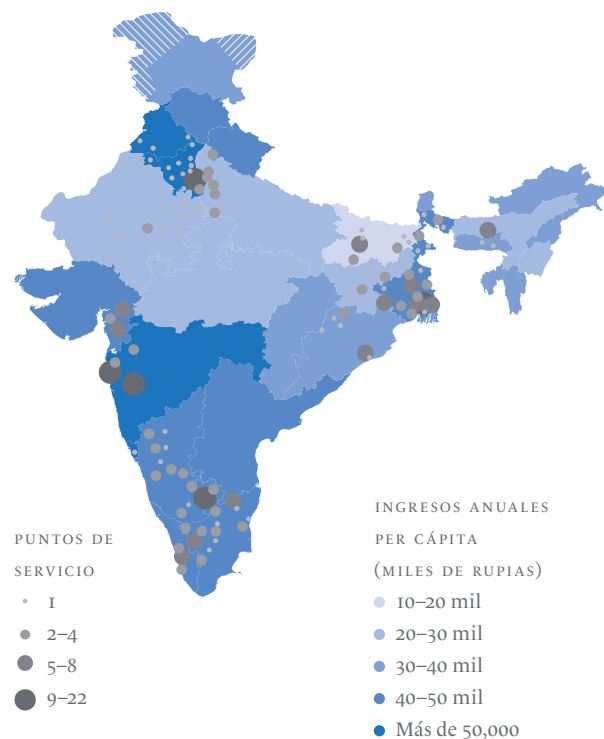 PUNTOS DE
SERVICIO
1
2–4
5–8
9–22
INGRESOS ANUALES
PER CÁPITA
(MILES DE RUPIAS)
10–20 mil
20–30 mil
30–40 mil
40–50 mil
Más de 50,000